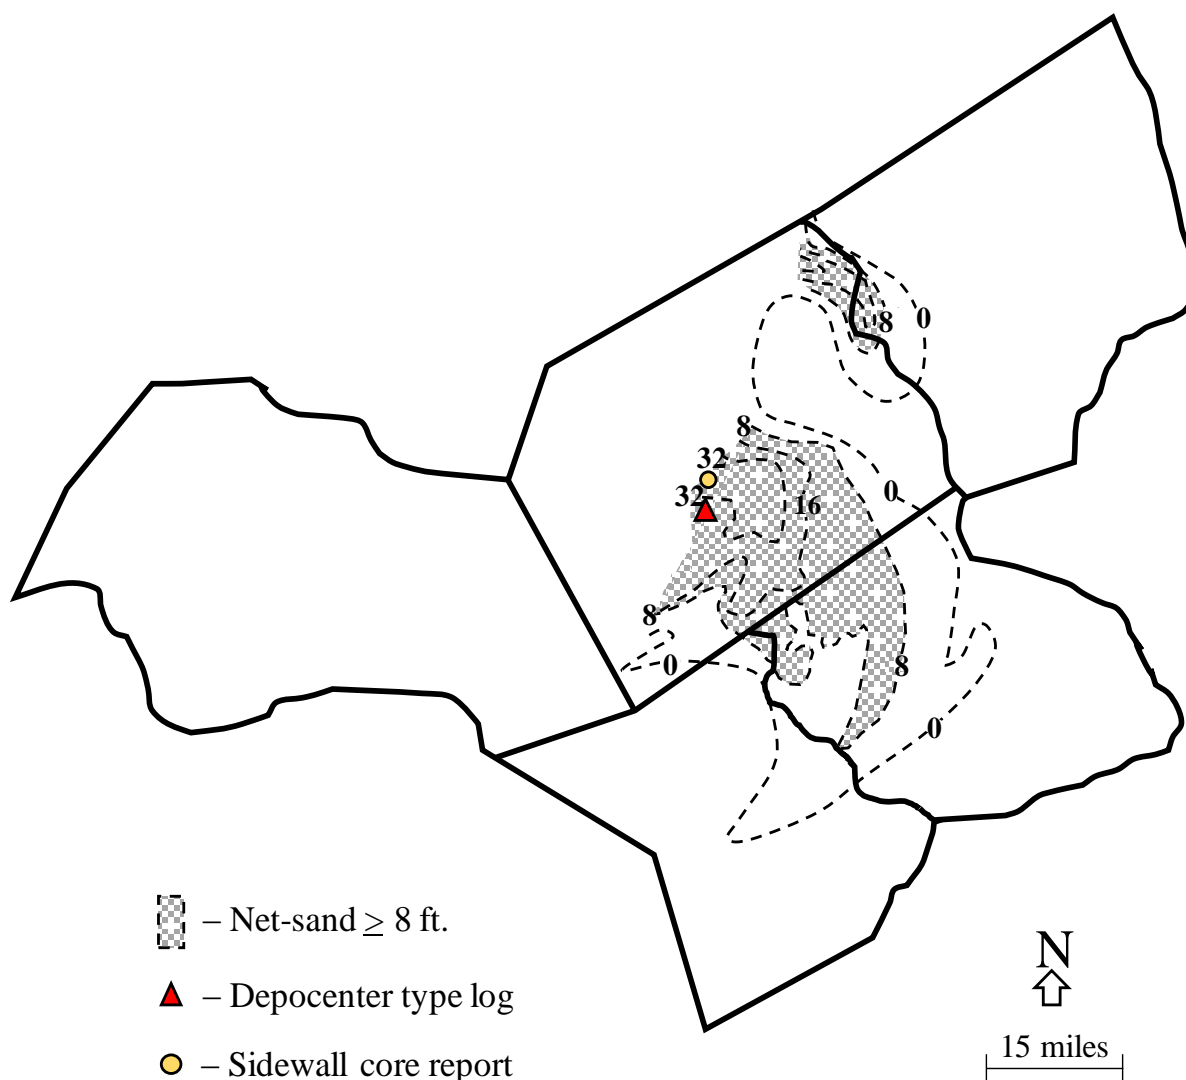 8
0
8
32
32
16
0
8
0
8
0
– Net-sand ≥ 8 ft.
– Depocenter type log
– Sidewall core report
N
15 miles